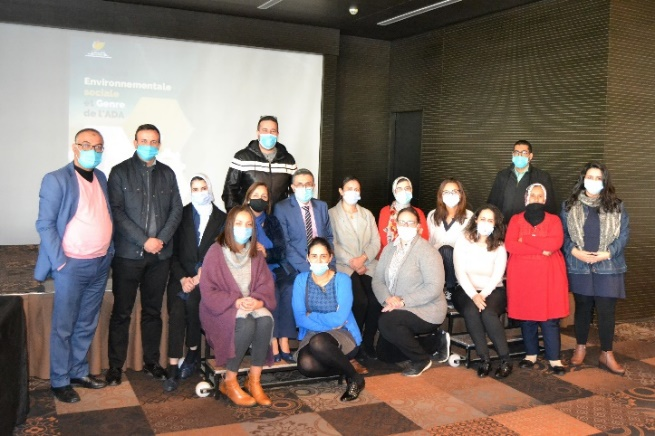 Environnementale
sociale
et Genre
de l'ADA